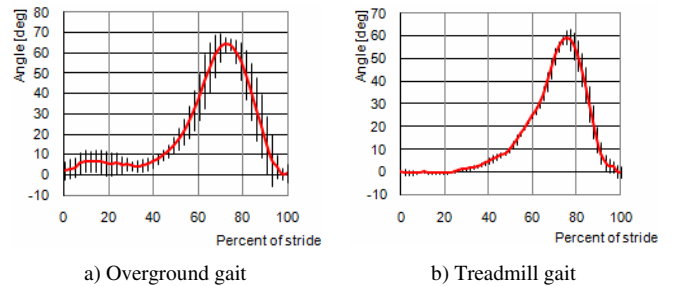 80
70
60
50
40
30
20
10
0
-10
Angle [deg]
0 20 40 60 80 100
Percent of stride
a) Overground gait
70
60
50
40
30
20
10
0
-10
Angle [deg]
0 20 40 60 80 100
Percent of stride
b) Treadmill gait